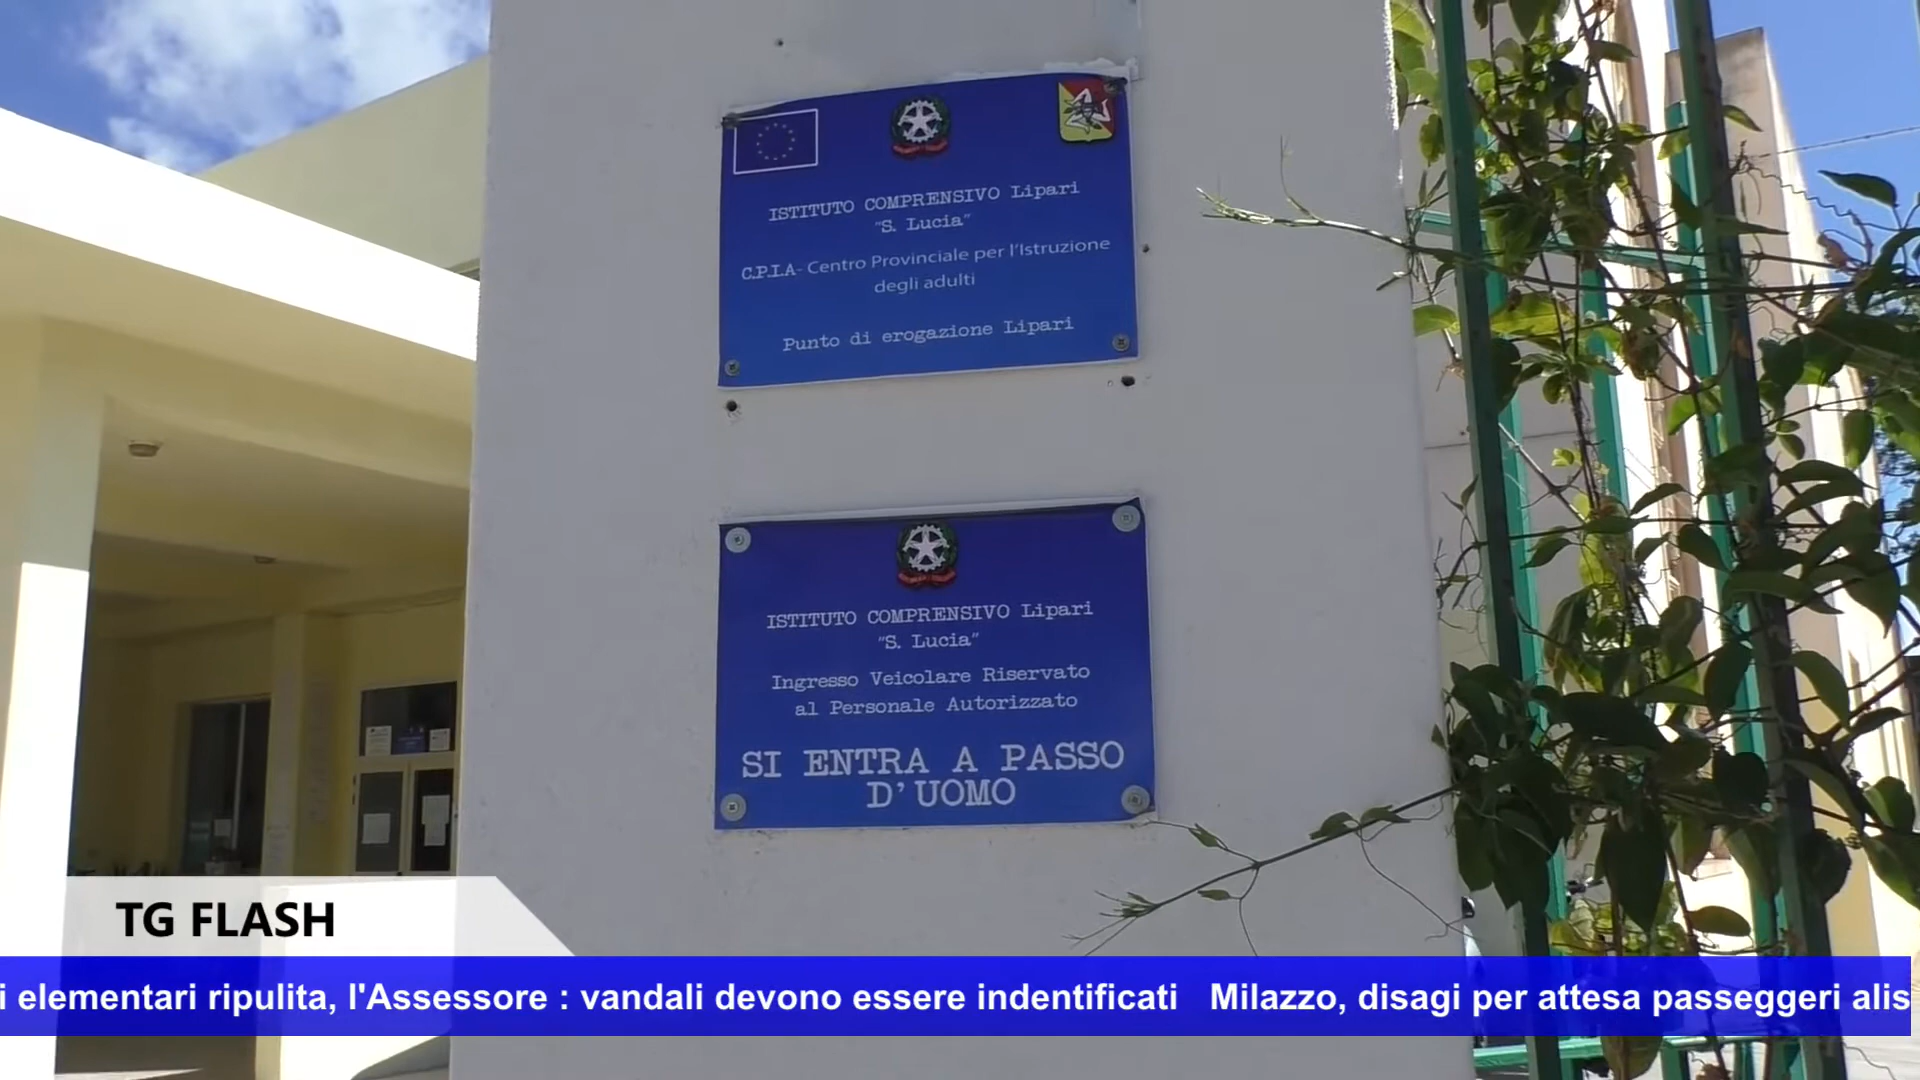 ISTITUTO COMPRENSIVO Lipari
"S. Lucia"
C.P.I.A- Centro Provinciale per l'Istruzione
degli adulti
Punto di erogazione Lipari
ISTITUTO COMPRENSIVO Lipari
"S. Lucia"
Ingresso Veicolare Riservato
al Personale Autorizzato
SI ENTRA A PASSO
D'UOMO
TG FLASH
i elementari ripulita, l'Assessore : vandali devono essere indentificati Milazzo, disagi per attesa passeggeri alis